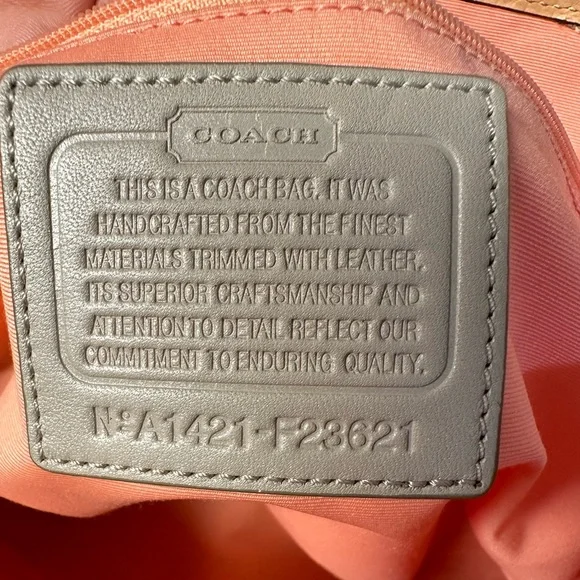 COACH
THIS IS A COACH BAG. IT WAS
HANDCRAFTED FROM THE FINEST
MATERIALS TRIMMED WITH LEATHER.
ITS SUPERIOR CRAFTSMANSHIP AND
ATTENTION TO DETAIL REFLECT OUR
COMMITMENT TO ENDURING QUALITY.
Nº A1421-F23621